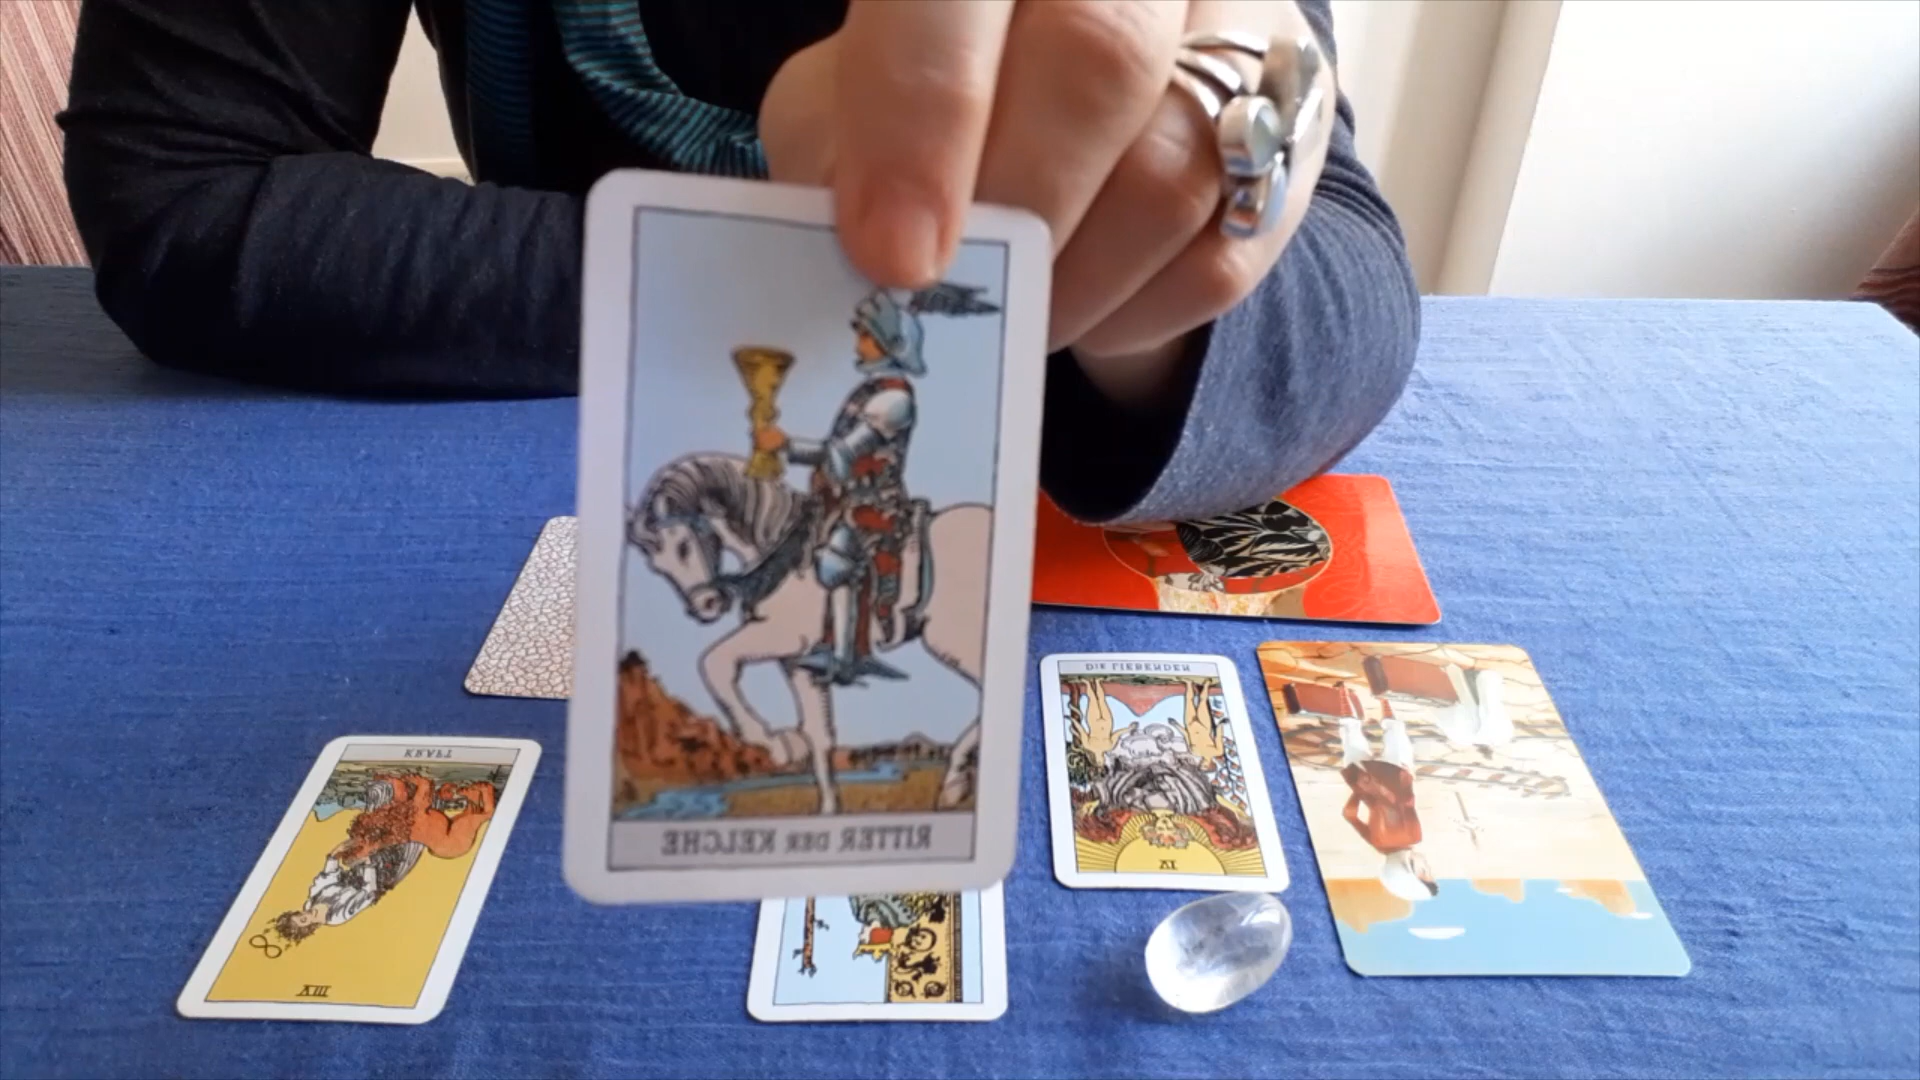 RITTER DER KELCHE
DIE LIEBENDEN
VI
KRAFT
VIII